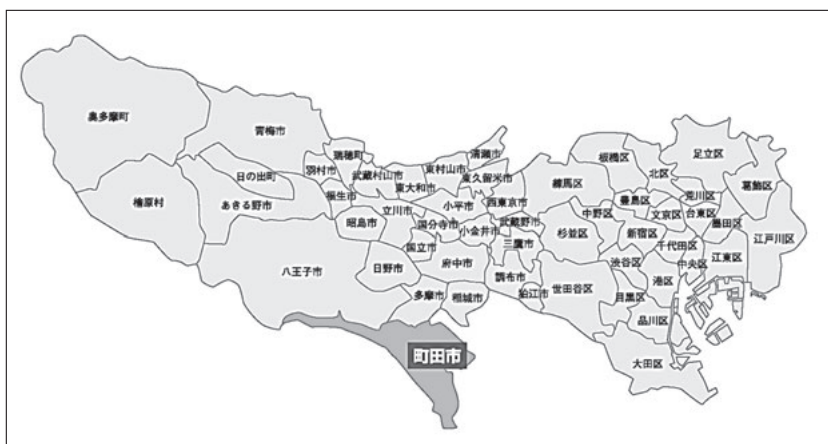 奥多摩町
青梅市
瑞穂町
羽村市
武蔵村山市
東村山市
清瀬市
東久留米市
東大和市
日の出町
福生市
あきる野市
檜原村
昭島市
立川市
小平市
西東京市
国分寺市
小金井市
武蔵野市
三鷹市
国立市
府中市
日野市
八王子市
多摩市
稲城市
調布市
狛江市
町田市
練馬区
板橋区
北区
足立区
葛飾区
荒川区
豊島区
文京区
台東区
墨田区
中野区
杉並区
新宿区
千代田区
江戸川区
江東区
中央区
渋谷区
港区
世田谷区
目黒区
品川区
大田区